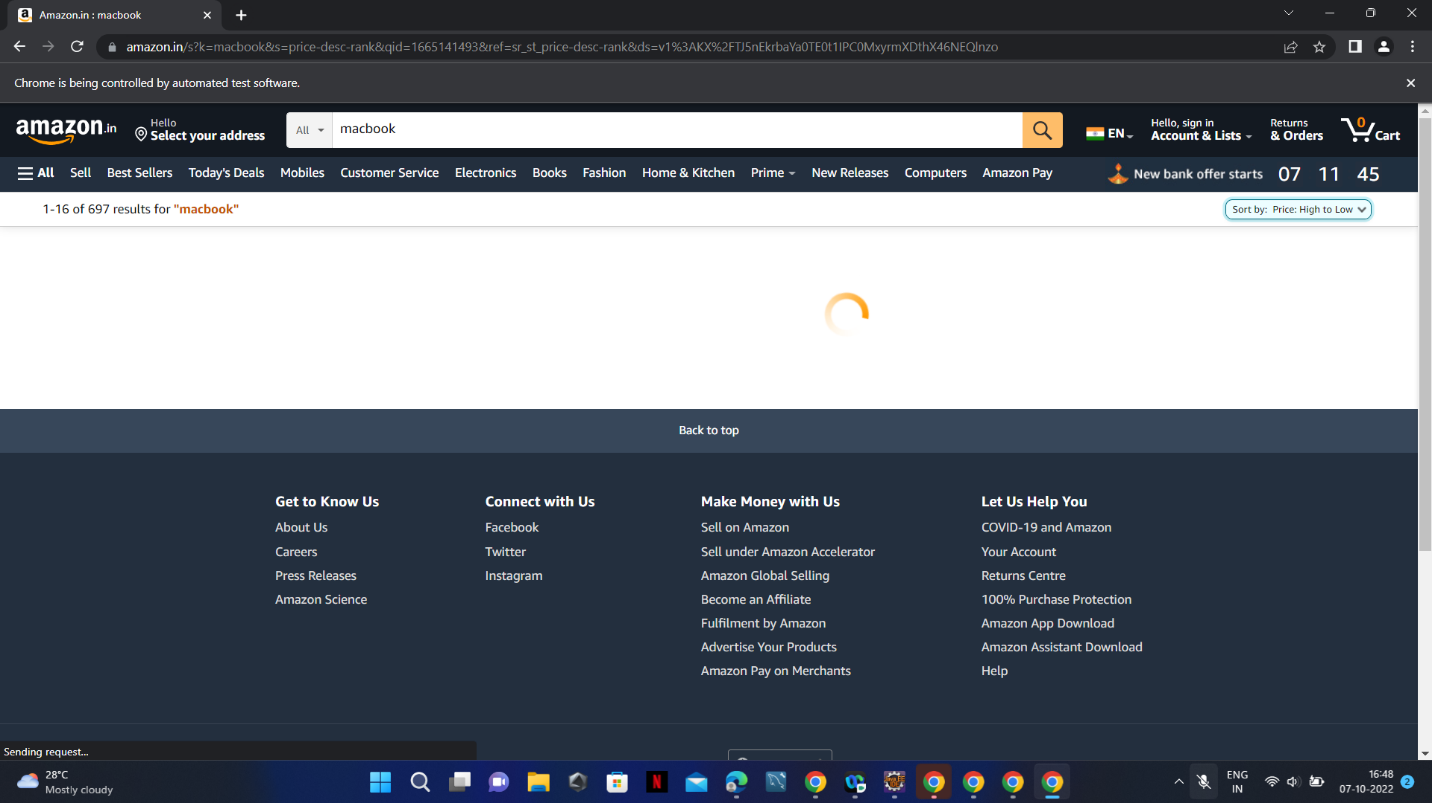 Amazon.in : macbook
amazon.in/s?k=macbook&s=price-desc-rank&qid=1665141493&ref=sr_st_price-desc-rank&ds=v1%3AKX%2FTJ5nEkrbaYa0TE0t1IPC0MxyrmXDthX46NEQlnzo
Chrome is being controlled by automated test software.
amazon.in
Hello
Select your address
All
macbook
EN
Hello, sign in
Account & Lists
Returns
& Orders
0
Cart
All Sell Best Sellers Today's Deals Mobiles Customer Service Electronics Books Fashion Home & Kitchen Prime New Releases Computers Amazon Pay
New bank offer starts 07 11 45
1-16 of 697 results for "macbook"
Sort by: Price: High to Low
Back to top
Get to Know Us
About Us
Careers
Press Releases
Amazon Science
Connect with Us
Facebook
Twitter
Instagram
Make Money with Us
Sell on Amazon
Sell under Amazon Accelerator
Amazon Global Selling
Become an Affiliate
Fulfilment by Amazon
Advertise Your Products
Amazon Pay on Merchants
Let Us Help You
COVID-19 and Amazon
Your Account
Returns Centre
100% Purchase Protection
Amazon App Download
Amazon Assistant Download
Help
Sending request...
28°C
Mostly cloudy
N
ENG
IN
16:48
07-10-2022
2